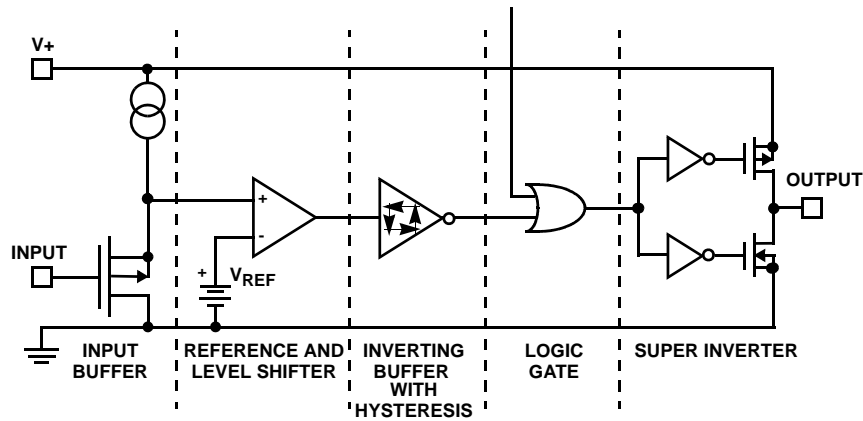 V+
INPUT
+
-
+
VREF
OUTPUT
INPUT
BUFFER
REFERENCE AND
LEVEL SHIFTER
INVERTING
BUFFER
WITH
HYSTERESIS
LOGIC
GATE
SUPER INVERTER